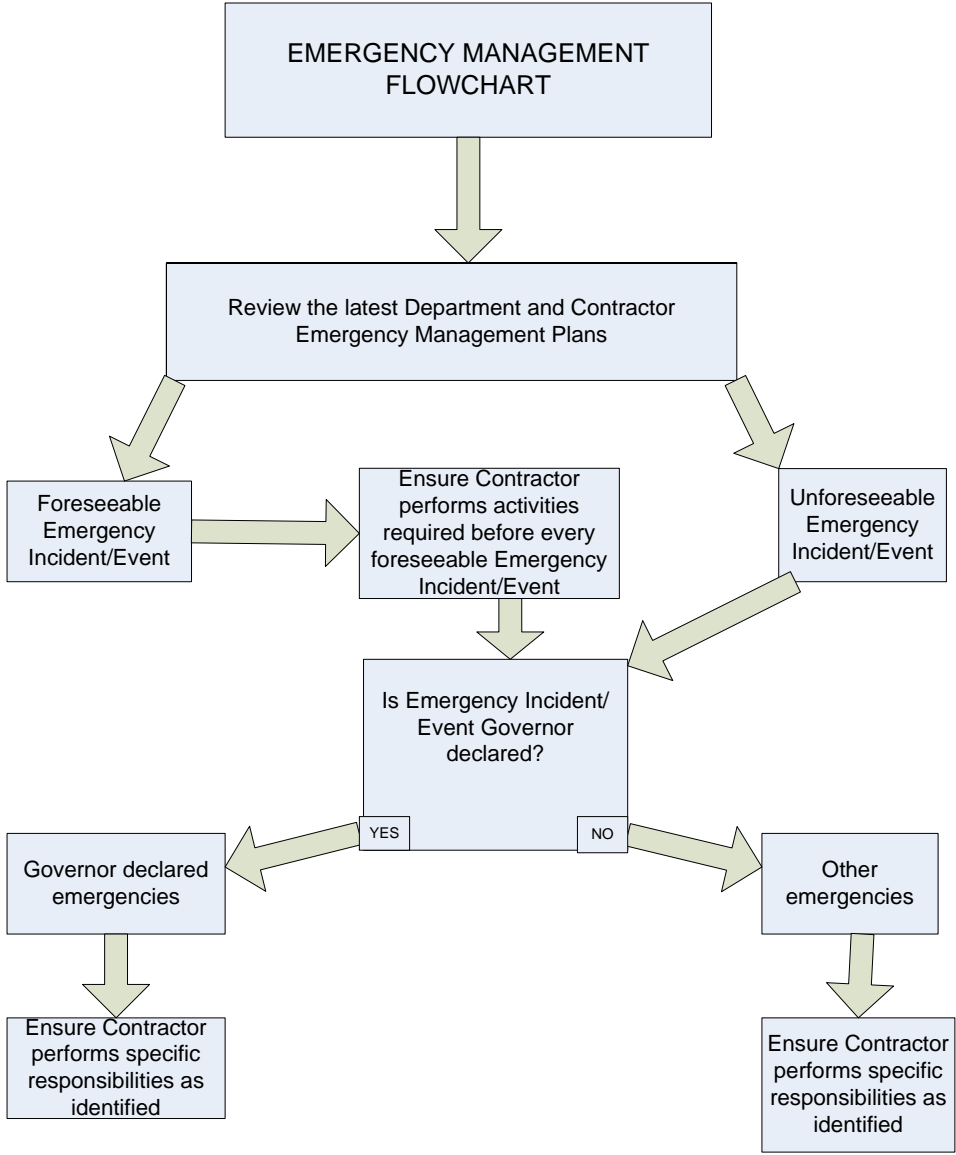 EMERGENCY MANAGEMENT
FLOWCHART
Review the latest Department and Contractor
Emergency Management Plans
Foreseeable
Emergency
Incident/Event
Ensure Contractor
performs activities
required before every
foreseeable Emergency
Incident/Event
Unforeseeable
Emergency
Incident/Event
Is Emergency Incident/
Event Governor
declared?
YES
NO
Governor declared
emergencies
Other
emergencies
Ensure Contractor
performs specific
responsibilities as
identified
Ensure Contractor
performs specific
responsibilities as
identified